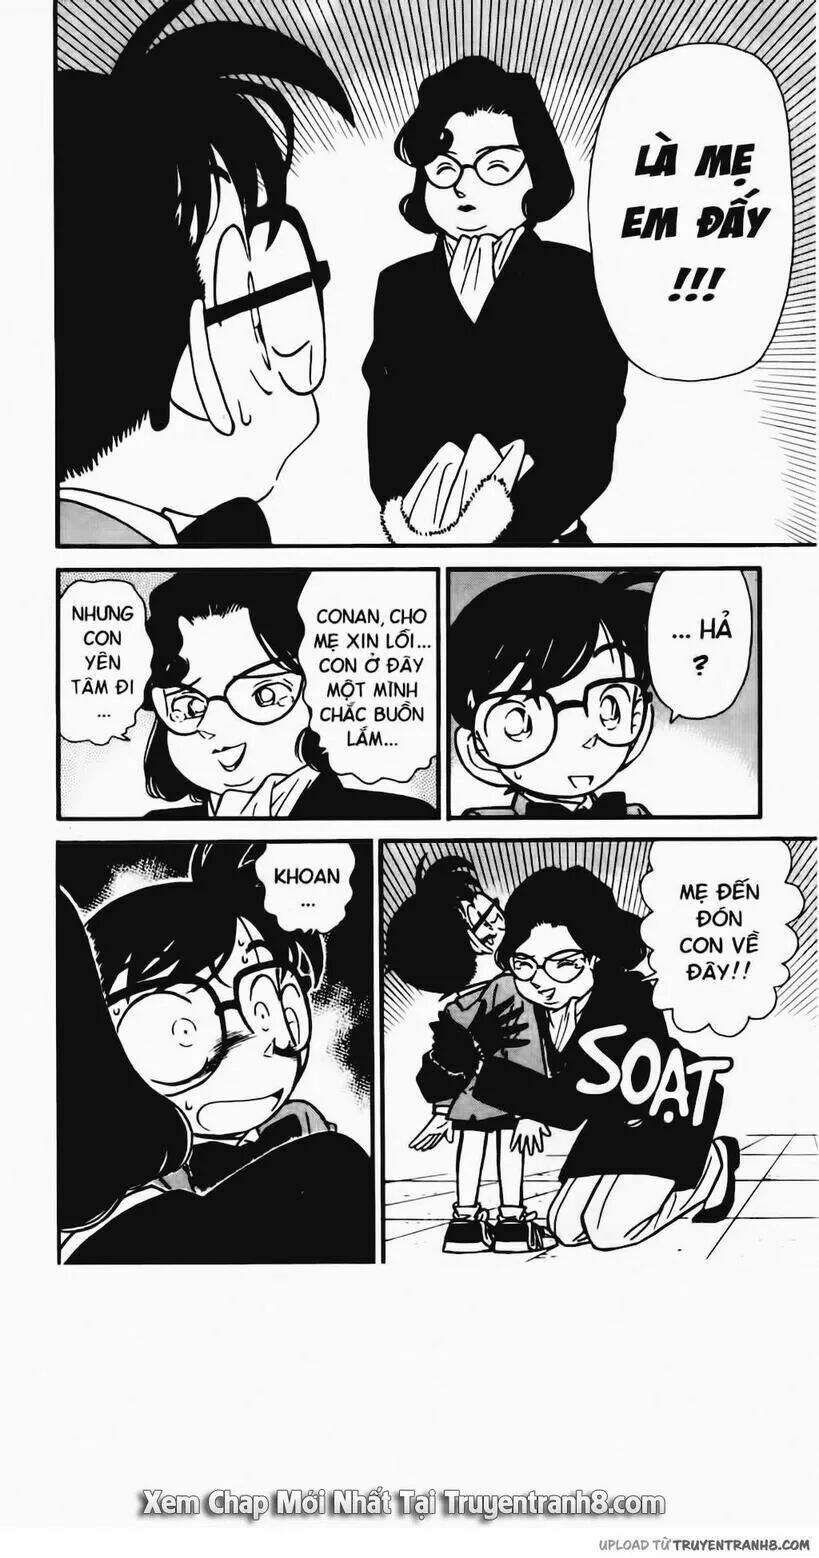 LÀ MẸ
EM ĐẤY
!!!
... HẢ
?
CONAN, CHO
MẸ XIN LỖI...
CON Ở ĐÂY
MỘT MÌNH
CHẮC BUỒN
LẮM...
NHƯNG
CON
YÊN
TÂM ĐI
...
MẸ ĐẾN
ĐÓN
CON VỀ
ĐÂY!!
SOẠT
KHOAN
...
Xem Chap Mới Nhất Tại Truyentranh8.com
UPLOAD TỪ TRUYENTRANH8.COM